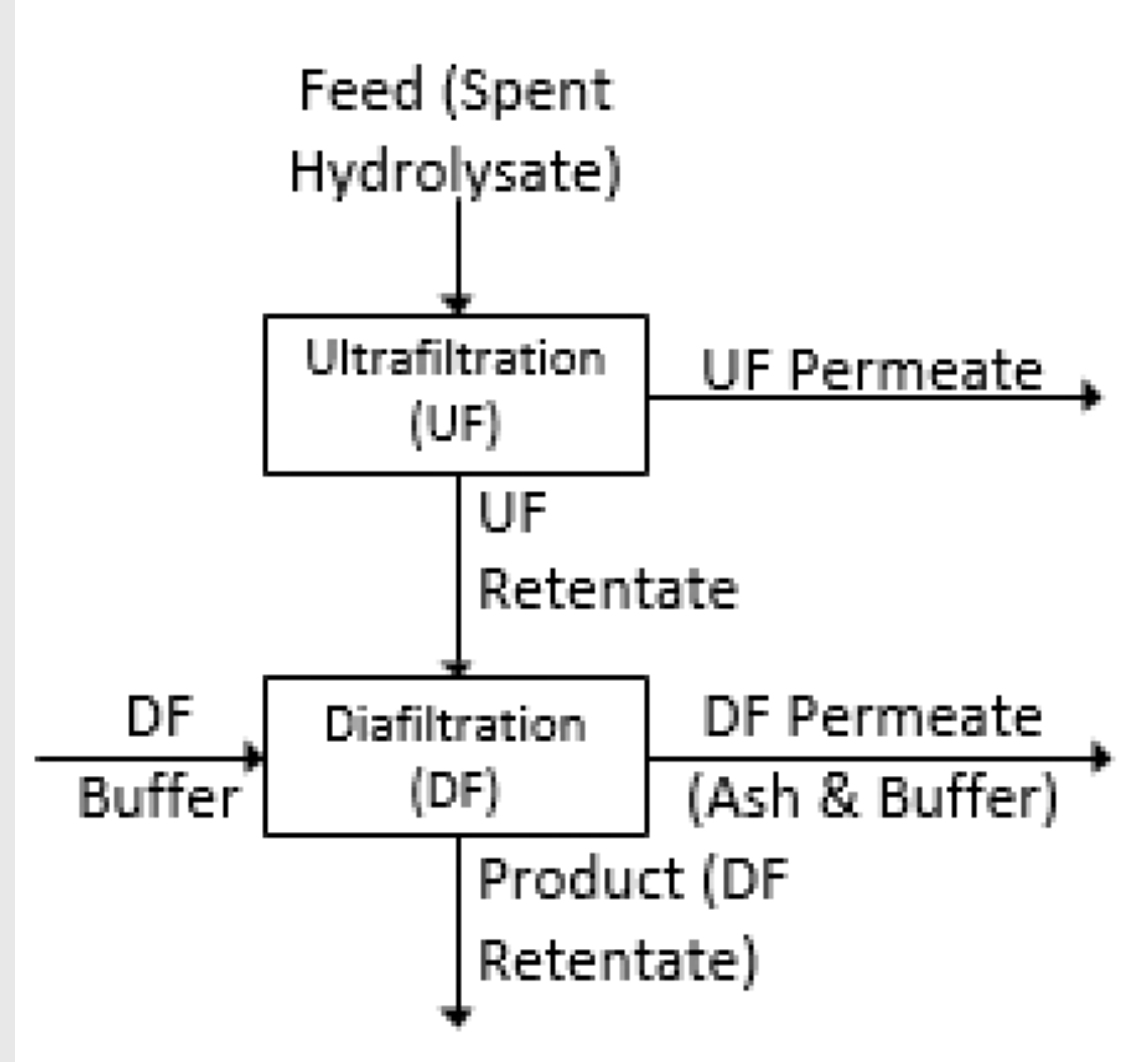 Feed (Spent
Hydrolysate)
Ultrafiltration
(UF)
UF Permeate
UF
Retentate
DF
Buffer
Diafiltration
(DF)
DF Permeate
(Ash & Buffer)
Product (DF
Retentate)